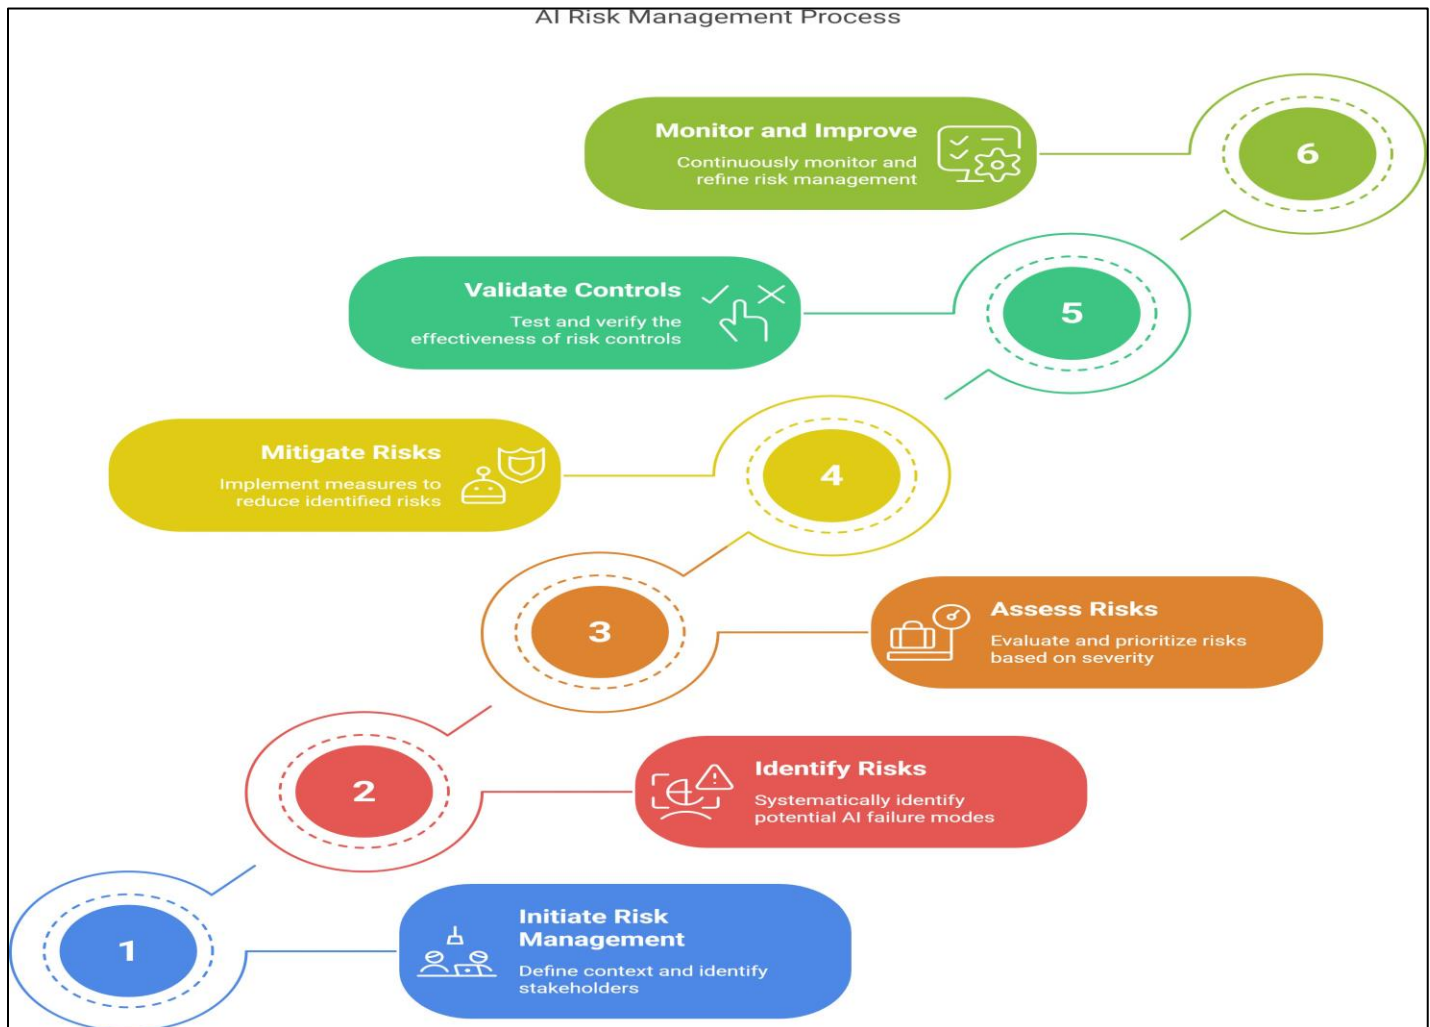 AI Risk Management Process
Monitor and Improve
Continuously monitor and
refine risk management
6
Validate Controls
Test and verify the
effectiveness of risk controls
5
Mitigate Risks
Implement measures to
reduce identified risks
4
3
Assess Risks
Evaluate and prioritize risks
based on severity
2
Identify Risks
Systematically identify
potential AI failure modes
1
Initiate Risk
Management
Define context and identify
stakeholders